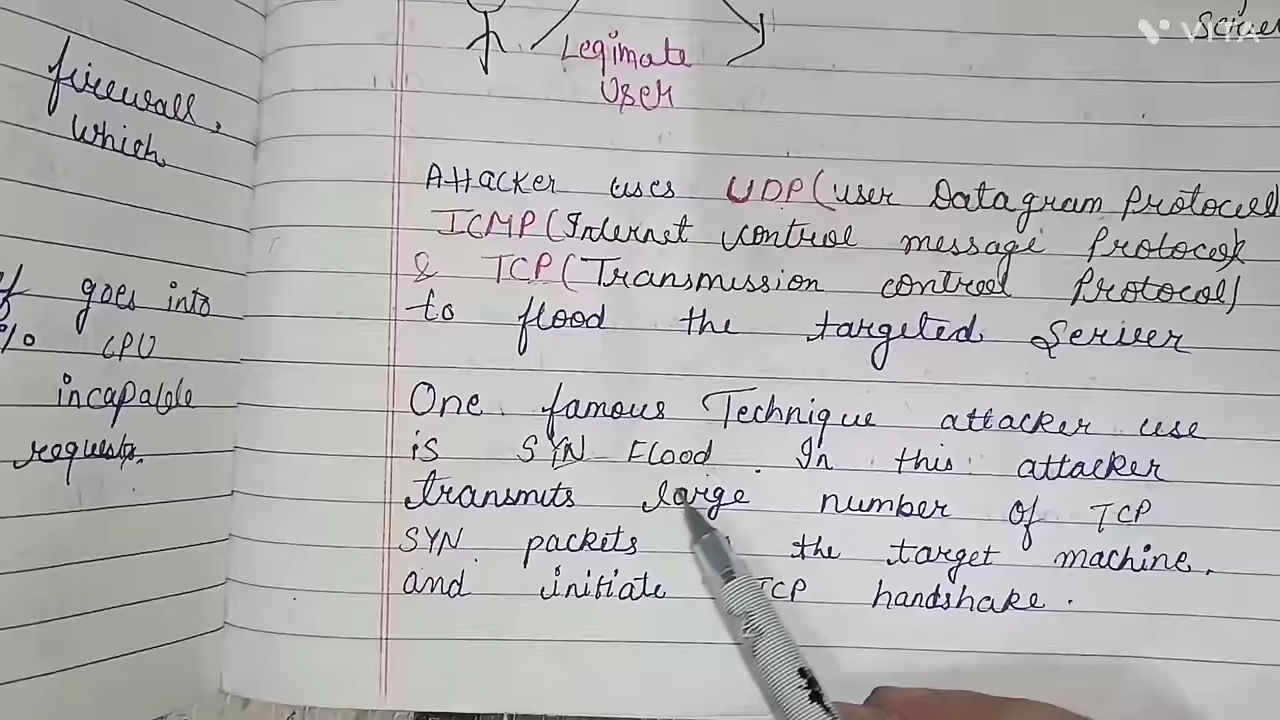 Scien
VITA
Legimate
User
firewall,
which
Attacker uses UDP(User Datagram Protocol
ICMP(Internet control message Protocol)
& TCP(Transmission control Protocol)
to flood the targeted Server
goes into
% CPU
incapable
requests.
One famous Technique attacker use
is SYN Flood. In this attacker
transmits large number of TCP
SYN packets the target machine.
and initiate TCP handshake.